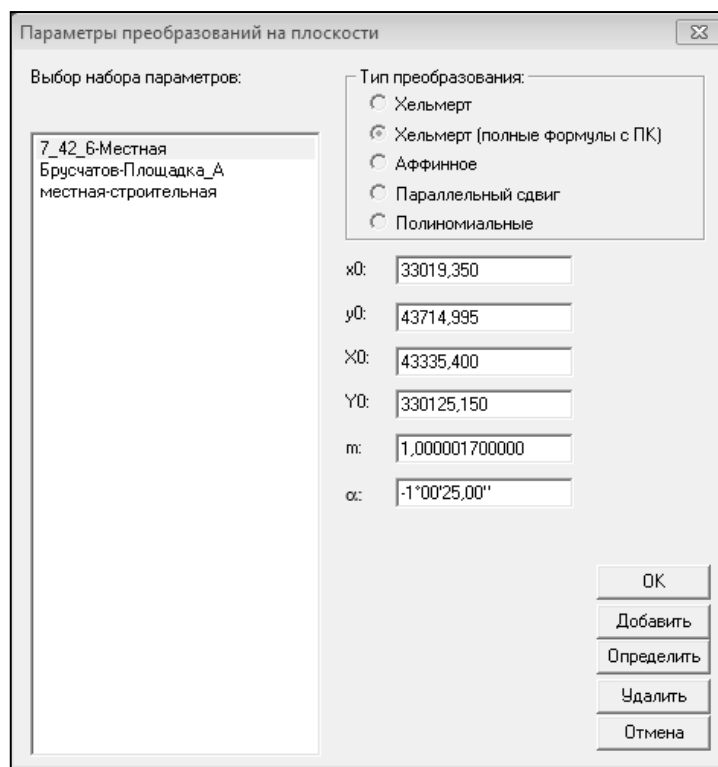 Параметры преобразований на плоскости
Выбор набора параметров:
7_42_6-Местная
Брусчатов-Площадка_А
местная-строительная
Тип преобразования:
Хельмерт
Хельмерт (полные формулы с ПК)
Аффинное
Параллельный сдвиг
Полиномиальные
x0: 33019,350
y0: 43714,995
X0: 43335,400
Y0: 330125,150
m: 1,000001700000
α: -1°00'25,00''
OK
Добавить
Определить
Удалить
Отмена